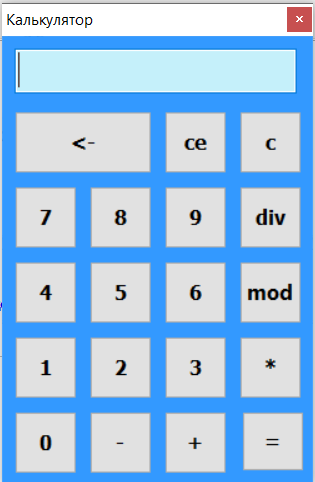 Калькулятор
<- ce c
7 8 9 div
4 5 6 mod
1 2 3 *
0 - + =